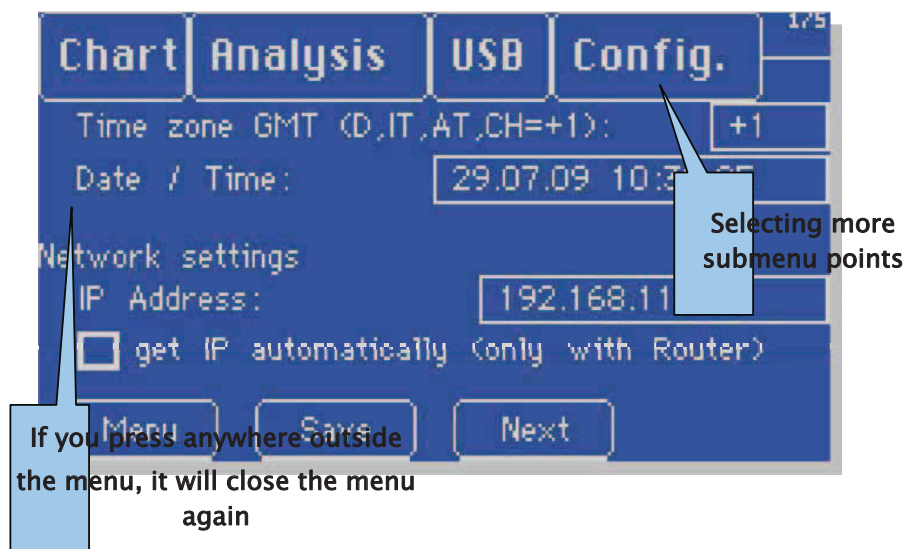 1/5
Chart Analysis USB Config.
Time zone GMT (D,IT,AT,CH=+1): +1
Date / Time: 29.07.09
Selecting more
submenu points
Network settings
IP Address: 192.168.11
get IP automatically (only with Router)
Menu Save Next
If you press anywhere outside
the menu, it will close the menu
again